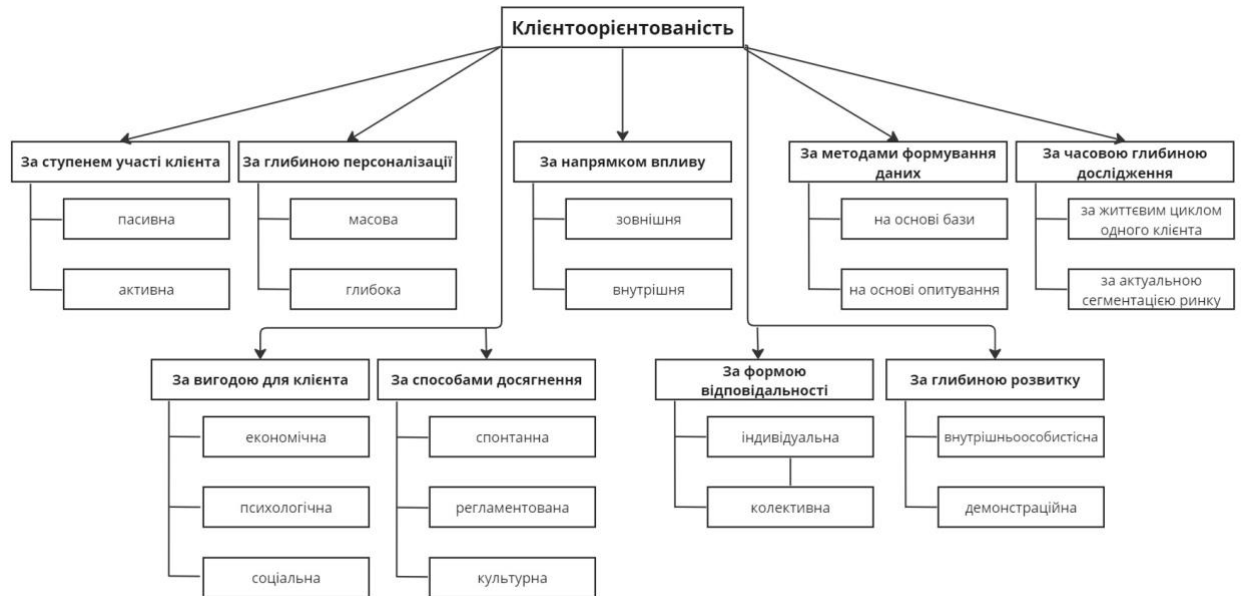 Клієнтоорієнтованість
За ступенем участі клієнта
пасивна
активна
За глибиною персоналізації
масова
глибока
За напрямком впливу
зовнішня
внутрішня
За методами формування
даних
на основі бази
на основі опитування
За часовою глибиною
дослідження
за життєвим циклом
одного клієнта
за актуальною
сегментацією ринку
За вигодою для клієнта
економічна
психологічна
соціальна
За способами досягнення
спонтанна
регламентована
культурна
За формою
відповідальності
індивідуальна
колективна
За глибиною розвитку
внутрішньоособистісна
демонстраційна